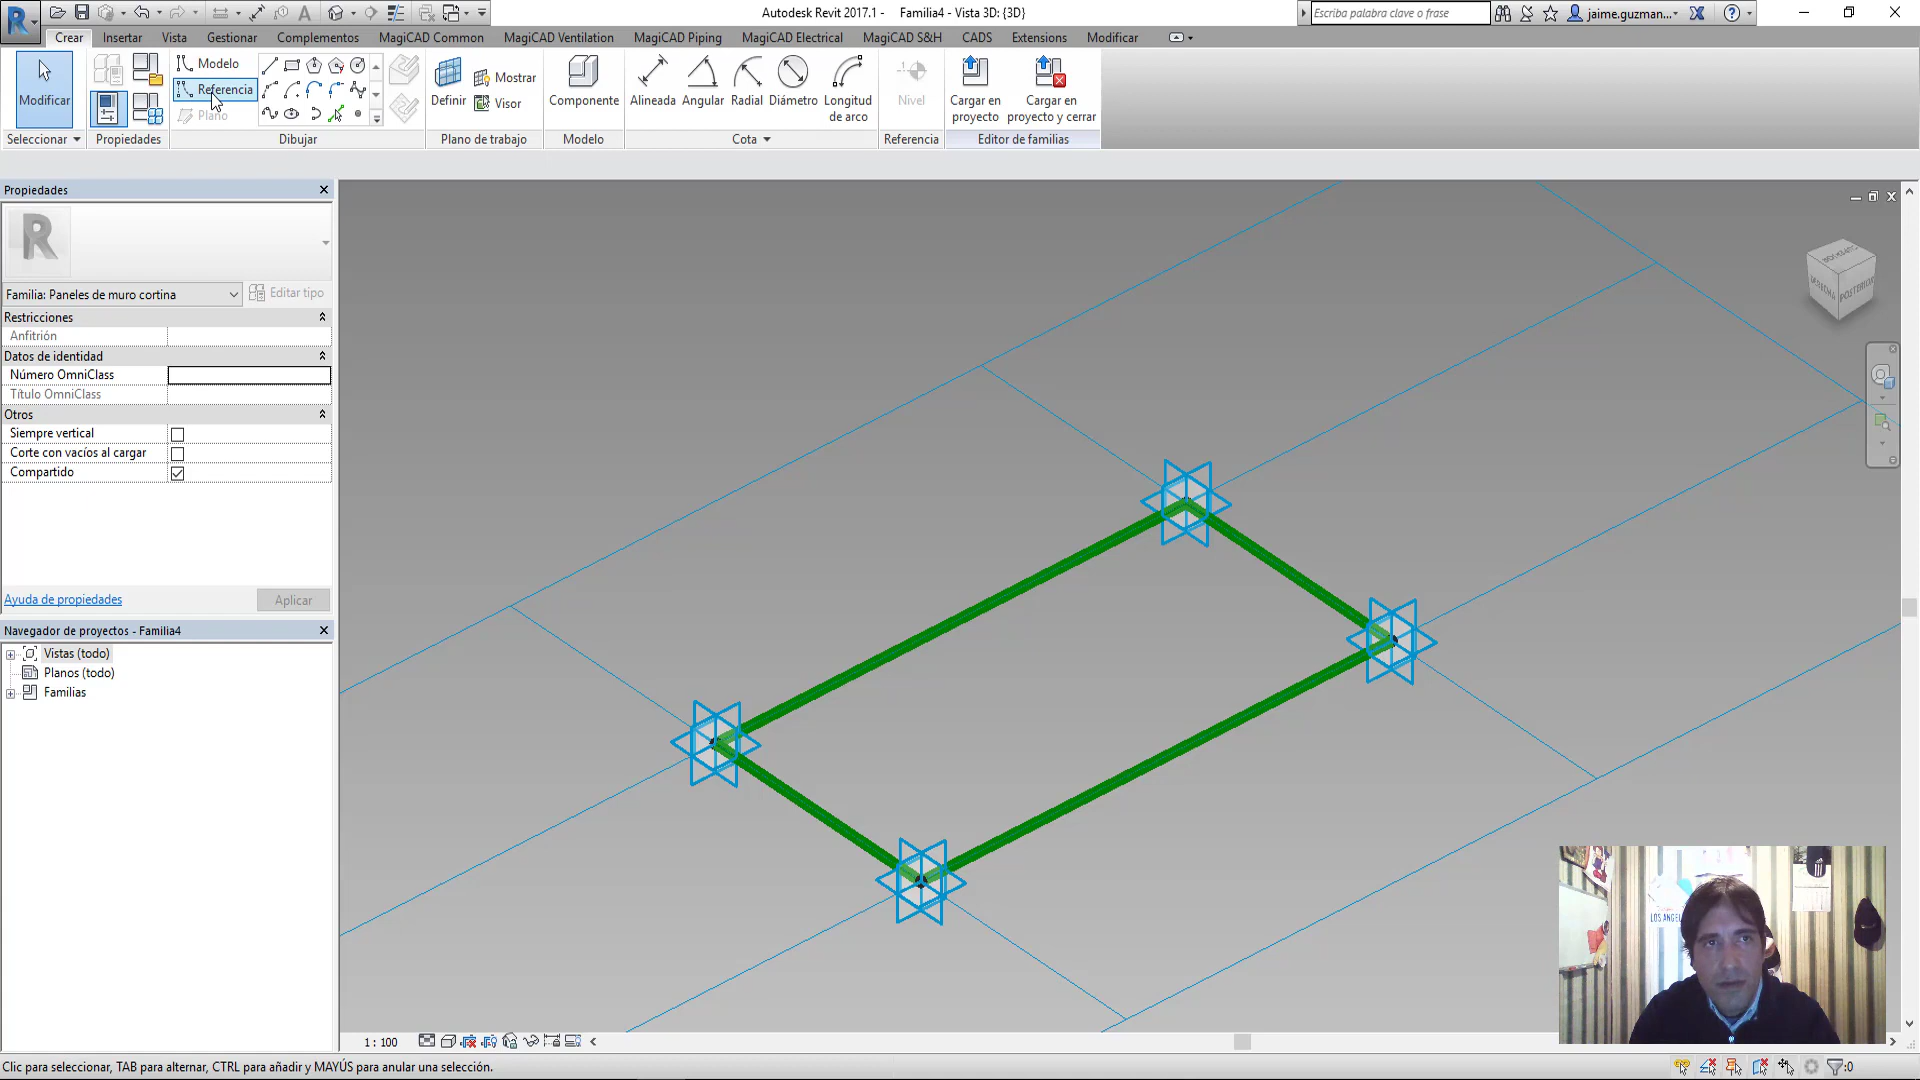 Autodesk Revit 2017.1 -     Familia4 - Vista 3D: {3D}
Escriba palabra clave o frase
jaime.guzman...
Crear
Insertar
Vista
Gestionar
Complementos
MagiCAD Common
MagiCAD Ventilation
MagiCAD Piping
MagiCAD Electrical
MagiCAD S&H
CADS
Extensions
Modificar
Modificar
Modelo
Referencia
Plano
Definir
Mostrar
Visor
Componente
Alineada
Angular
Radial
Diámetro
Longitud
de arco
Nivel
Cargar en
proyecto
Cargar en
proyecto y cerrar
Seleccionar
Propiedades
Dibujar
Plano de trabajo
Modelo
Cota
Referencia
Editor de familias
Propiedades
Familia: Paneles de muro cortina
Editar tipo
Restricciones
Anfitrión
Datos de identidad
Número OmniClass
Título OmniClass
Otros
Siempre vertical
Corte con vacíos al cargar
Compartido
Ayuda de propiedades
Aplicar
Navegador de proyectos - Familia4
Vistas (todo)
Planos (todo)
Familias
DERECHA
POSTERIOR
LOS ANGEL
1 : 100
Clic para seleccionar, TAB para alternar, CTRL para añadir y MAYÚS para anular una selección.
:0